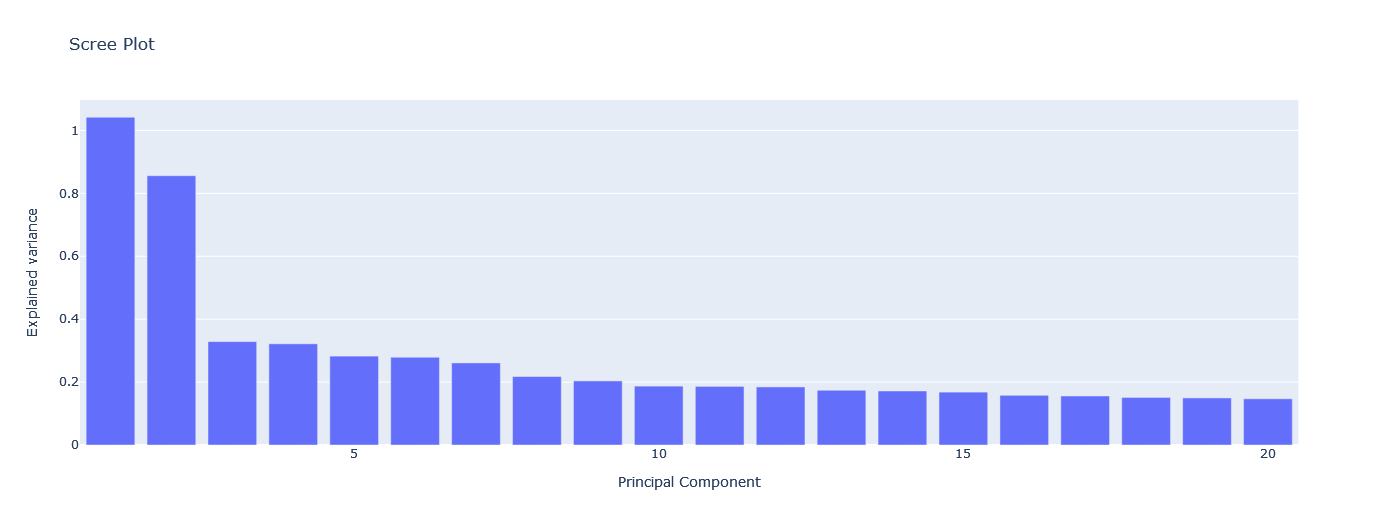 Scree Plot
Explained variance
1
0.8
0.6
0.4
0.2
0
5 10 15 20
Principal Component